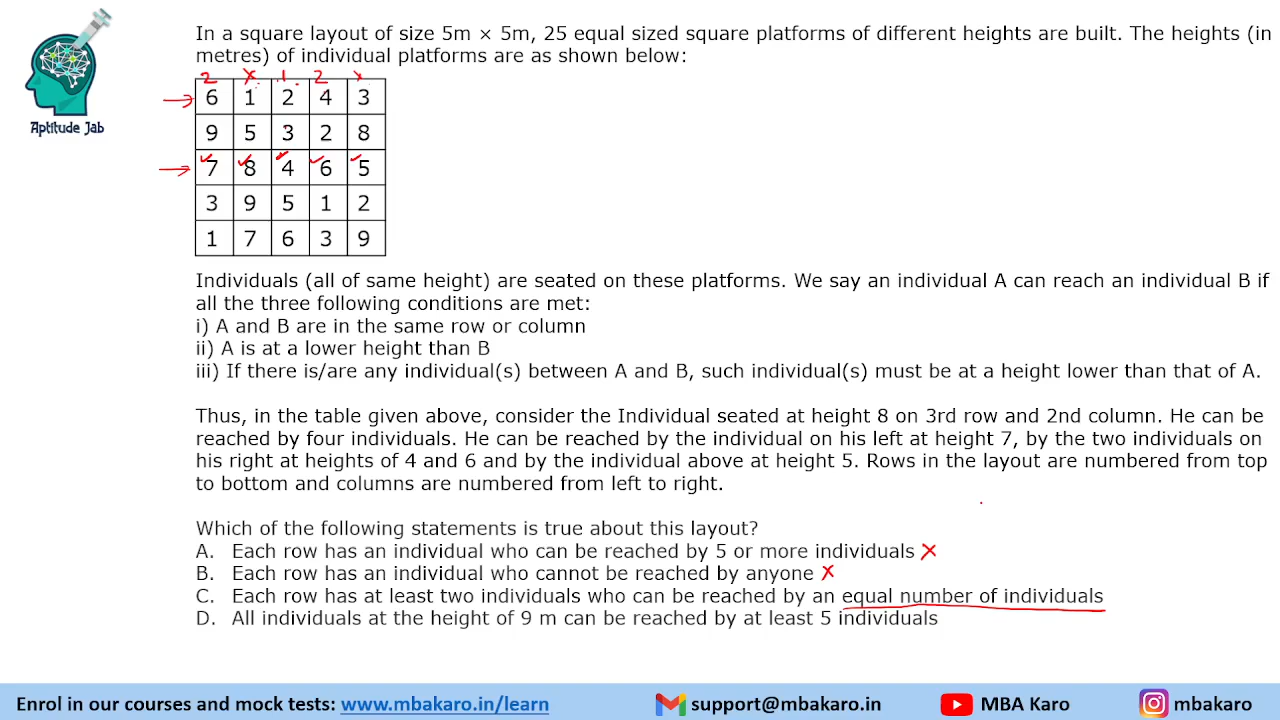 In a square layout of size 5m × 5m, 25 equal sized square platforms of different heights are built. The heights (in
metres) of individual platforms are as shown below:
Aptitude Jab
2 x 1 2 x
6 1 2 4 3
9 5 3 2 8
7 8 4 6 5
3 9 5 1 2
1 7 6 3 9
Individuals (all of same height) are seated on these platforms. We say an individual A can reach an individual B if
all the three following conditions are met:
i) A and B are in the same row or column
ii) A is at a lower height than B
iii) If there is/are any individual(s) between A and B, such individual(s) must be at a height lower than that of A.
Thus, in the table given above, consider the Individual seated at height 8 on 3rd row and 2nd column. He can be
reached by four individuals. He can be reached by the individual on his left at height 7, by the two individuals on
his right at heights of 4 and 6 and by the individual above at height 5. Rows in the layout are numbered from top
to bottom and columns are numbered from left to right.
Which of the following statements is true about this layout?
A. Each row has an individual who can be reached by 5 or more individuals
B. Each row has an individual who cannot be reached by anyone
C. Each row has at least two individuals who can be reached by an equal number of individuals
D. All individuals at the height of 9 m can be reached by at least 5 individuals
Enrol in our courses and mock tests: www.mbakaro.in/learn support@mbakaro.in MBA Karo mbakaro